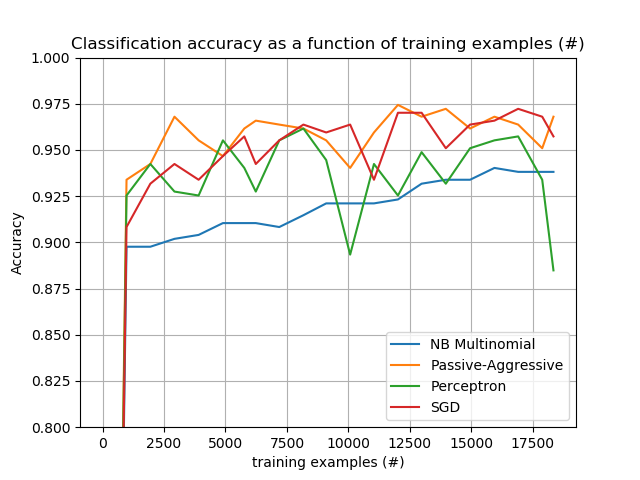 Classification accuracy as a function of training examples (#)
1.000
0.975
0.950
0.925
0.900
0.875
0.850
0.825
0.800
Accuracy
NB Multinomial
Passive-Aggressive
Perceptron
SGD
0 2500 5000 7500 10000 12500 15000 17500
training examples (#)